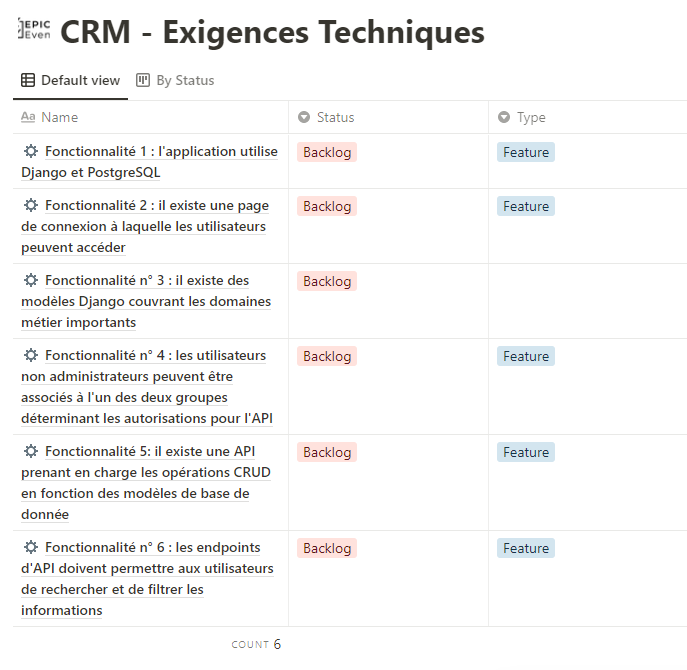 EPIC
Even
CRM - Exigences Techniques
Default view
By Status
Aa Name
Status
Type
Fonctionnalité 1 : l'application utilise
Django et PostgreSQL
Backlog
Feature
Fonctionnalité 2 : il existe une page
de connexion à laquelle les utilisateurs
peuvent accéder
Backlog
Feature
Fonctionnalité n° 3 : il existe des
modèles Django couvrant les domaines
métier importants
Backlog
Fonctionnalité n° 4 : les utilisateurs
non administrateurs peuvent être
associés à l'un des deux groupes
déterminant les autorisations pour l'API
Backlog
Feature
Fonctionnalité 5: il existe une API
prenant en charge les opérations CRUD
en fonction des modèles de base de
donnée
Backlog
Feature
Fonctionnalité n° 6 : les endpoints
d'API doivent permettre aux utilisateurs
de rechercher et de filtrer les
informations
Backlog
Feature
COUNT 6